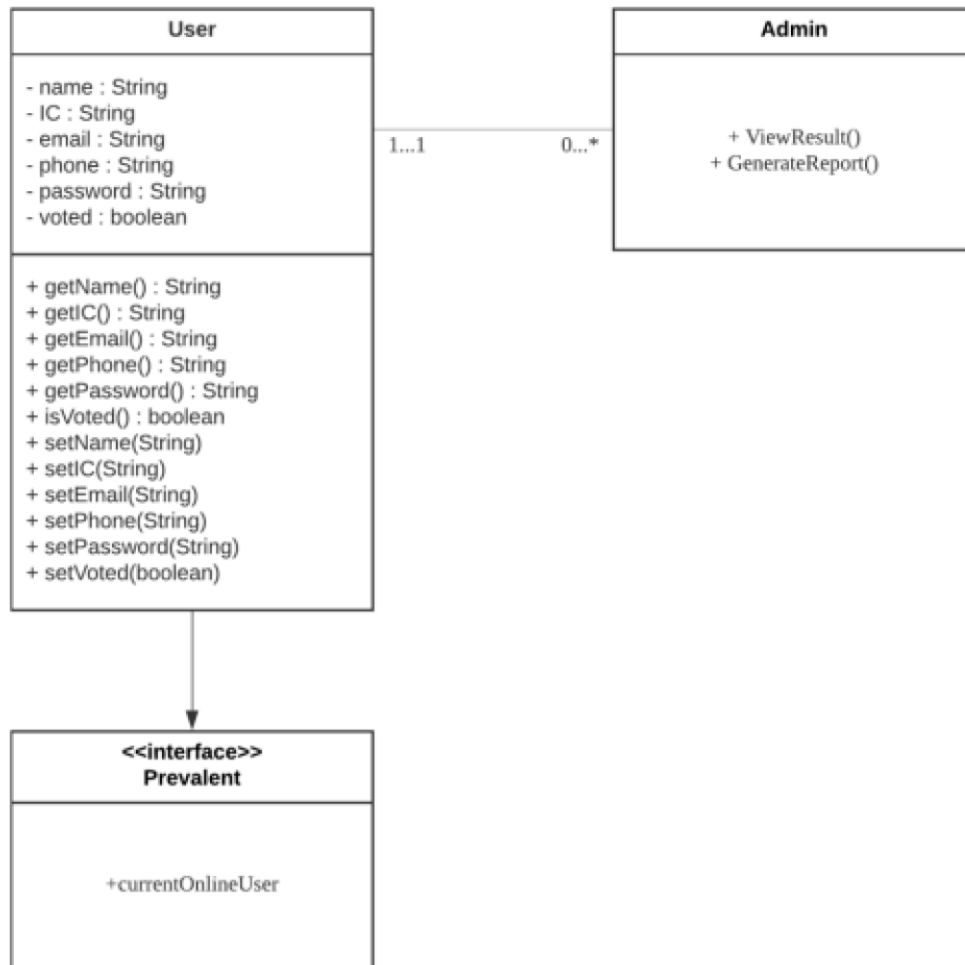 User
- name : String
- IC : String
- email : String
- phone : String
- password : String
- voted : boolean
+ getName() : String
+ getIC() : String
+ getEmail() : String
+ getPhone() : String
+ getPassword() : String
+ isVoted() : boolean
+ setName(String)
+ setIC(String)
+ setEmail(String)
+ setPhone(String)
+ setPassword(String)
+ setVoted(boolean)
1...1
0...*
Admin
+ ViewResult()
+ GenerateReport()
<<interface>>
Prevalent
+currentOnlineUser